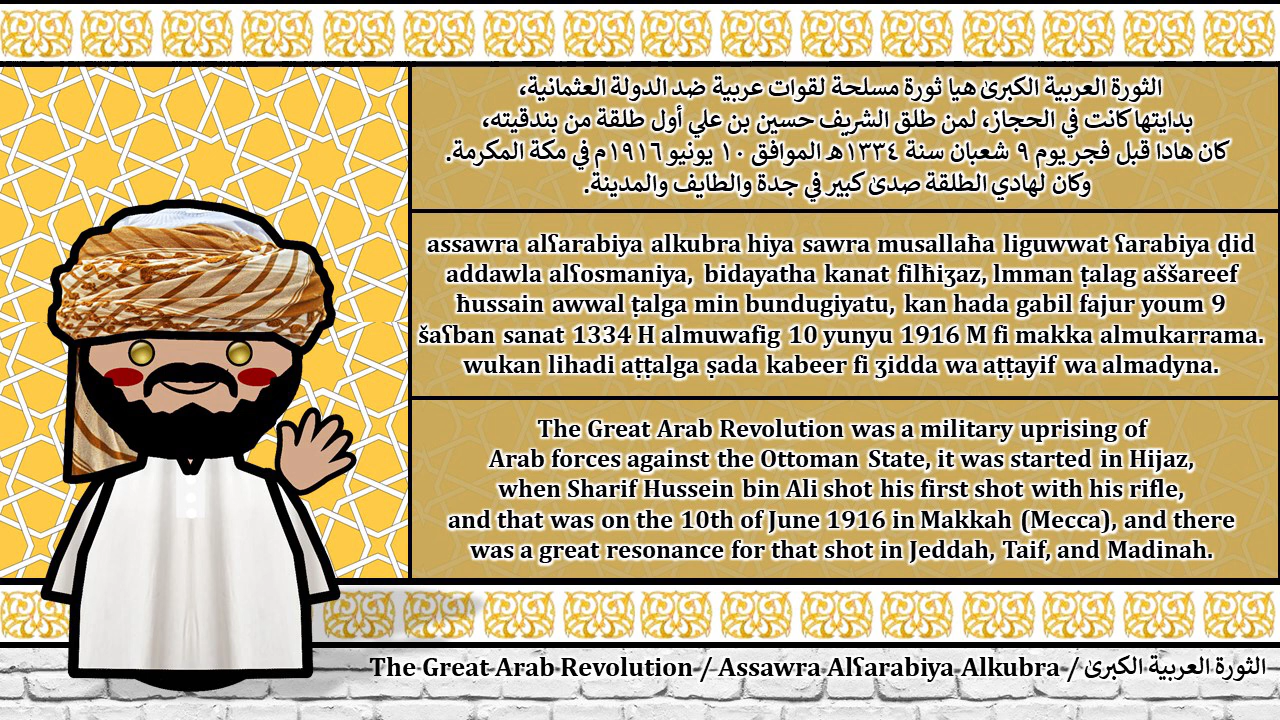 الثورة العربية الكبرىٰ هيا ثورة مسلحة لقوات عربية ضد الدولة العثمانية،
بدايتها كانت في الحجاز، لمن طلق الشريف حسين بن علي أول طلقة من بندقيته،
كان هادا قبل فجر يوم ٩ شعبان سنة ١٣٣٤هـ الموافق ١٠ يونيو ١٩١٦م في مكة المكرمة.
وكان لهادي الطلقة صدىٰ كبير في جدة والطايف والمدينة.
assawra alʕarabiya alkubra hiya sawra musallaħa liguwwat ʕarabiya ḍid
addawla alʕosmaniya, bidayatha kanat filħiʒaz, lmman ṭalag aššareef
ħussain awwal ṭalga min bundugiyatu, kan hada gabil fajur youm 9
šaʕban sanat 1334 H almuwafig 10 yunyu 1916 M fi makka almukarrama.
wukan lihadi aṭṭalga ṣada kabeer fi ʒidda wa aṭṭayif wa almadyna.
The Great Arab Revolution was a military uprising of
Arab forces against the Ottoman State, it was started in Hijaz,
when Sharif Hussein bin Ali shot his first shot with his rifle,
and that was on the 10th of June 1916 in Makkah (Mecca), and there
was a great resonance for that shot in Jeddah, Taif, and Madinah.
The Great Arab Revolution / Assawra Alʕarabiya Alkubra / الثورة العربية الكبرىٰ